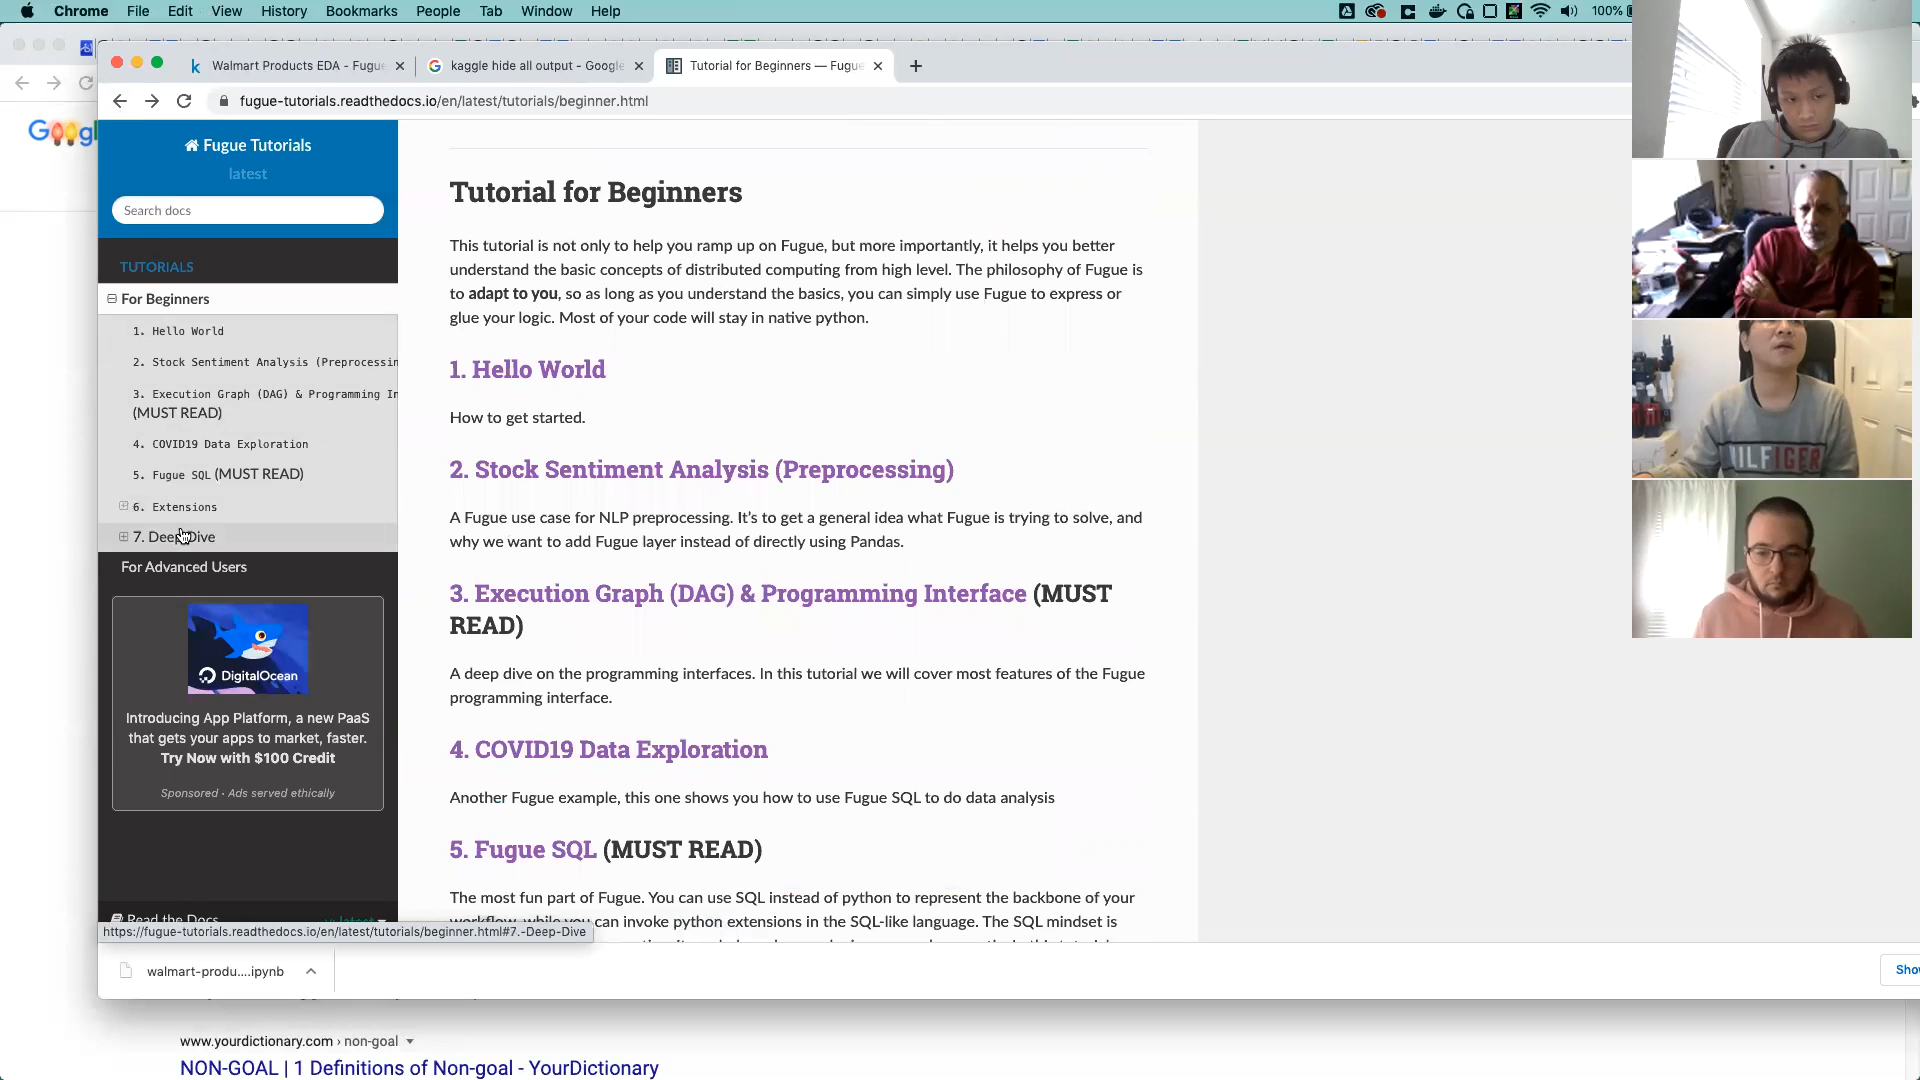 Chrome File Edit View History Bookmarks People Tab Window Help
100%
Walmart Products EDA - Fugue
kaggle hide all output - Google
Tutorial for Beginners — Fugue
fugue-tutorials.readthedocs.io/en/latest/tutorials/beginner.html
Goog
Fugue Tutorials
latest
Search docs
TUTORIALS
For Beginners
1. Hello World
2. Stock Sentiment Analysis (Preprocessin
3. Execution Graph (DAG) & Programming In
(MUST READ)
4. COVID19 Data Exploration
5. Fugue SQL (MUST READ)
6. Extensions
7. Deep Dive
For Advanced Users
DigitalOcean
Introducing App Platform, a new PaaS
that gets your apps to market, faster.
Try Now with $100 Credit
Sponsored · Ads served ethically
Read the Docs
v: latest
https://fugue-tutorials.readthedocs.io/en/latest/tutorials/beginner.html#7.-Deep-Dive
Tutorial for Beginners
This tutorial is not only to help you ramp up on Fugue, but more importantly, it helps you better
understand the basic concepts of distributed computing from high level. The philosophy of Fugue is
to adapt to you, so as long as you understand the basics, you can simply use Fugue to express or
glue your logic. Most of your code will stay in native python.
1. Hello World
How to get started.
2. Stock Sentiment Analysis (Preprocessing)
A Fugue use case for NLP preprocessing. It's to get a general idea what Fugue is trying to solve, and
why we want to add Fugue layer instead of directly using Pandas.
3. Execution Graph (DAG) & Programming Interface (MUST
READ)
A deep dive on the programming interfaces. In this tutorial we will cover most features of the Fugue
programming interface.
4. COVID19 Data Exploration
Another Fugue example, this one shows you how to use Fugue SQL to do data analysis
5. Fugue SQL (MUST READ)
The most fun part of Fugue. You can use SQL instead of python to represent the backbone of your
workflow, while you can invoke python extensions in the SQL-like language. The SQL mindset is
walmart-produ....ipynb
Show
www.yourdictionary.com › non-goal
NON-GOAL | 1 Definitions of Non-goal - YourDictionary
ILFIGER